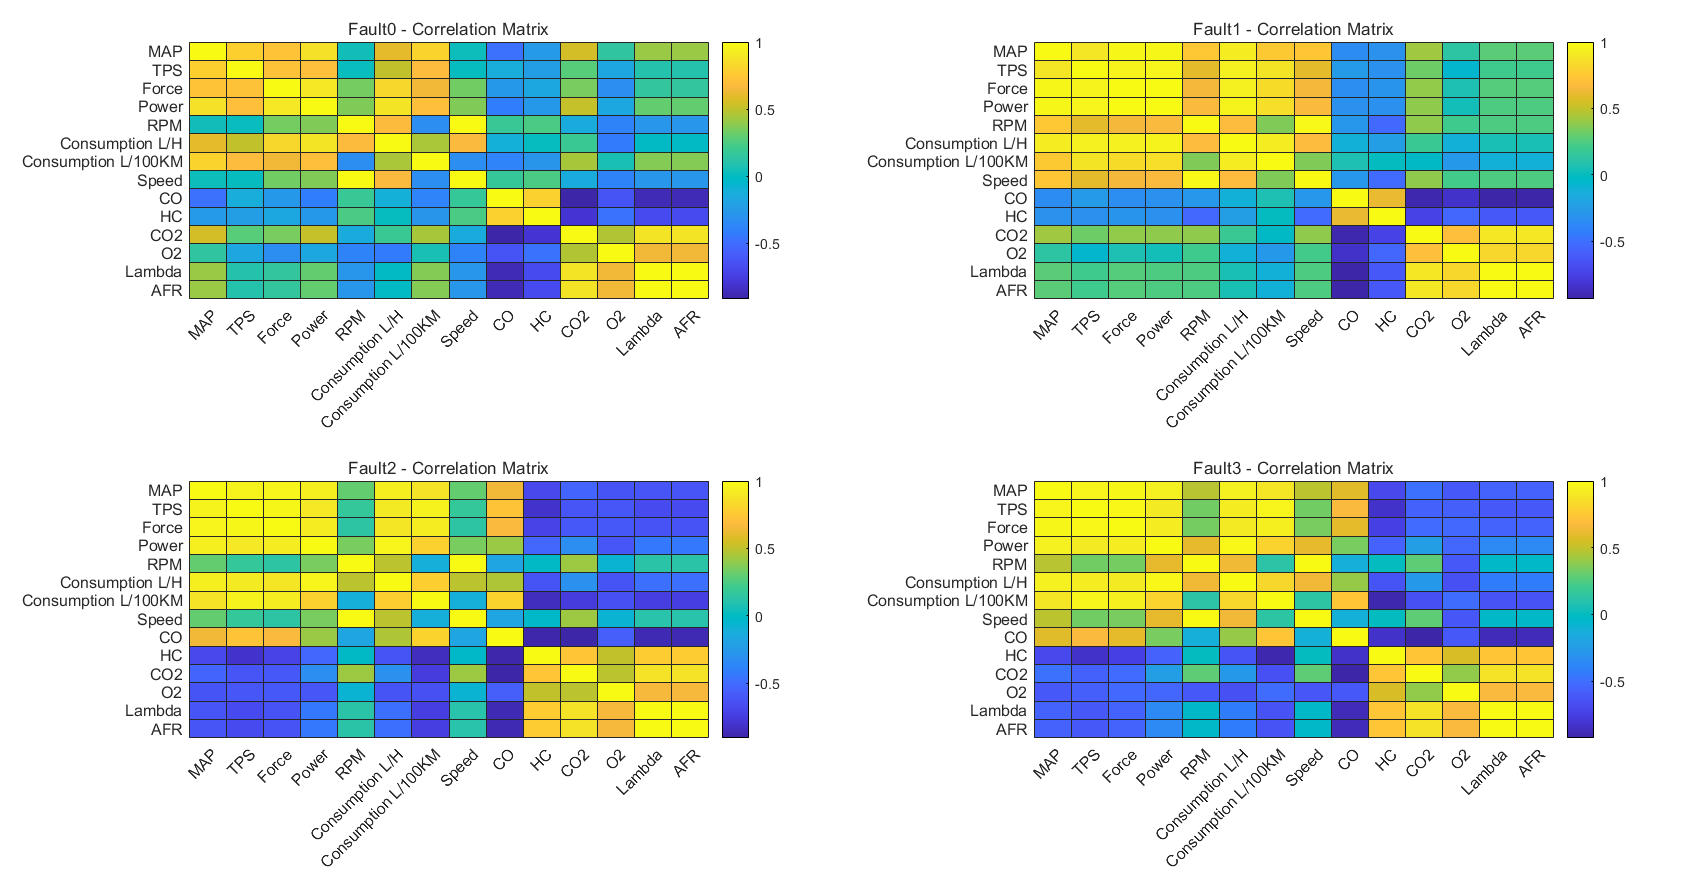 Fault0 - Correlation Matrix
MAP
TPS
Force
Power
RPM
Consumption L/H
Consumption L/100KM
Speed
CO
HC
CO2
O2
Lambda
AFR
MAP
TPS
Force
Power
RPM
Consumption L/H
Consumption L/100KM
Speed
CO
HC
CO2
O2
Lambda
AFR
1
0.5
0
-0.5
Fault1 - Correlation Matrix
MAP
TPS
Force
Power
RPM
Consumption L/H
Consumption L/100KM
Speed
CO
HC
CO2
O2
Lambda
AFR
MAP
TPS
Force
Power
RPM
Consumption L/H
Consumption L/100KM
Speed
CO
HC
CO2
O2
Lambda
AFR
1
0.5
0
-0.5
Fault2 - Correlation Matrix
MAP
TPS
Force
Power
RPM
Consumption L/H
Consumption L/100KM
Speed
CO
HC
CO2
O2
Lambda
AFR
MAP
TPS
Force
Power
RPM
Consumption L/H
Consumption L/100KM
Speed
CO
HC
CO2
O2
Lambda
AFR
1
0.5
0
-0.5
Fault3 - Correlation Matrix
MAP
TPS
Force
Power
RPM
Consumption L/H
Consumption L/100KM
Speed
CO
HC
CO2
O2
Lambda
AFR
MAP
TPS
Force
Power
RPM
Consumption L/H
Consumption L/100KM
Speed
CO
HC
CO2
O2
Lambda
AFR
1
0.5
0
-0.5